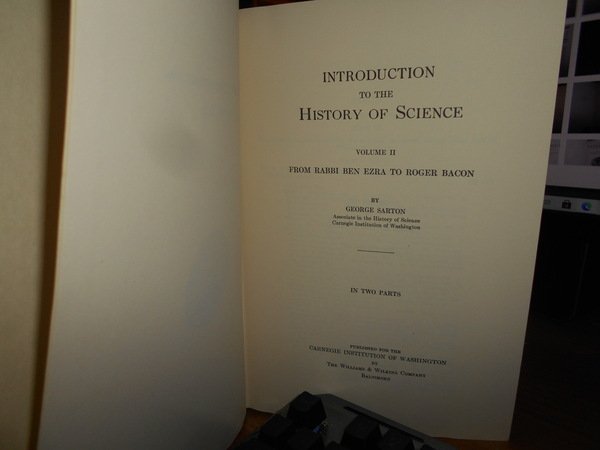 INTRODUCTION
TO THE
HISTORY OF SCIENCE
VOLUME II
FROM RABBI BEN EZRA TO ROGER BACON
BY
GEORGE SARTON
Associate in the History of Science
Carnegie Institution of Washington
IN TWO PARTS
PUBLISHED FOR THE
CARNEGIE INSTITUTION OF WASHINGTON
BY
THE WILLIAMS & WILKINS COMPANY
BALTIMORE